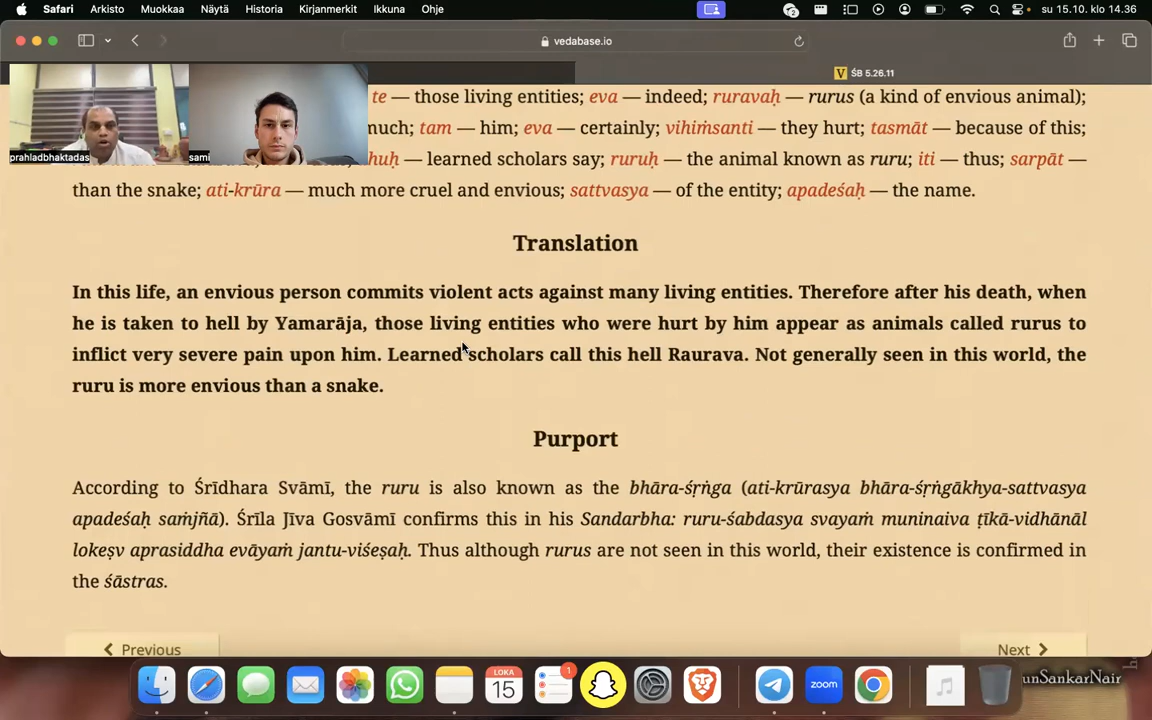 Safari Arkisto Muokkaa Näytä Historia Kirjanmerkit Ikkuna Ohje su 15.10. klo 14.36
vedabase.io
V ŚB 5.26.11
prahladbhaktadas sami
te — those living entities; eva — indeed; ruravaḥ — rurus (a kind of envious animal);
much; tam — him; eva — certainly; vihiṁsanti — they hurt; tasmāt — because of this;
huḥ — learned scholars say; ruruḥ — the animal known as ruru; iti — thus; sarpāt —
than the snake; ati-krūra — much more cruel and envious; sattvasya — of the entity; apadeśaḥ — the name.
Translation
In this life, an envious person commits violent acts against many living entities. Therefore after his death, when
he is taken to hell by Yamarāja, those living entities who were hurt by him appear as animals called rurus to
inflict very severe pain upon him. Learned scholars call this hell Raurava. Not generally seen in this world, the
ruru is more envious than a snake.
Purport
According to Śrīdhara Svāmī, the ruru is also known as the bhāra-śṛṅga (ati-krūrasya bhāra-śṛṅgākhya-sattvasya
apadeśaḥ saṁjñā). Śrīla Jīva Gosvāmī confirms this in his Sandarbha: ruru-śabdasya svayaṁ muninaiva ṭīkā-vidhānāl
lokeṣv aprasiddha evāyaṁ jantu-viśeṣaḥ. Thus although rurus are not seen in this world, their existence is confirmed in
the śāstras.
Previous Next
LOKA
15
1
zoom
unSankarNair